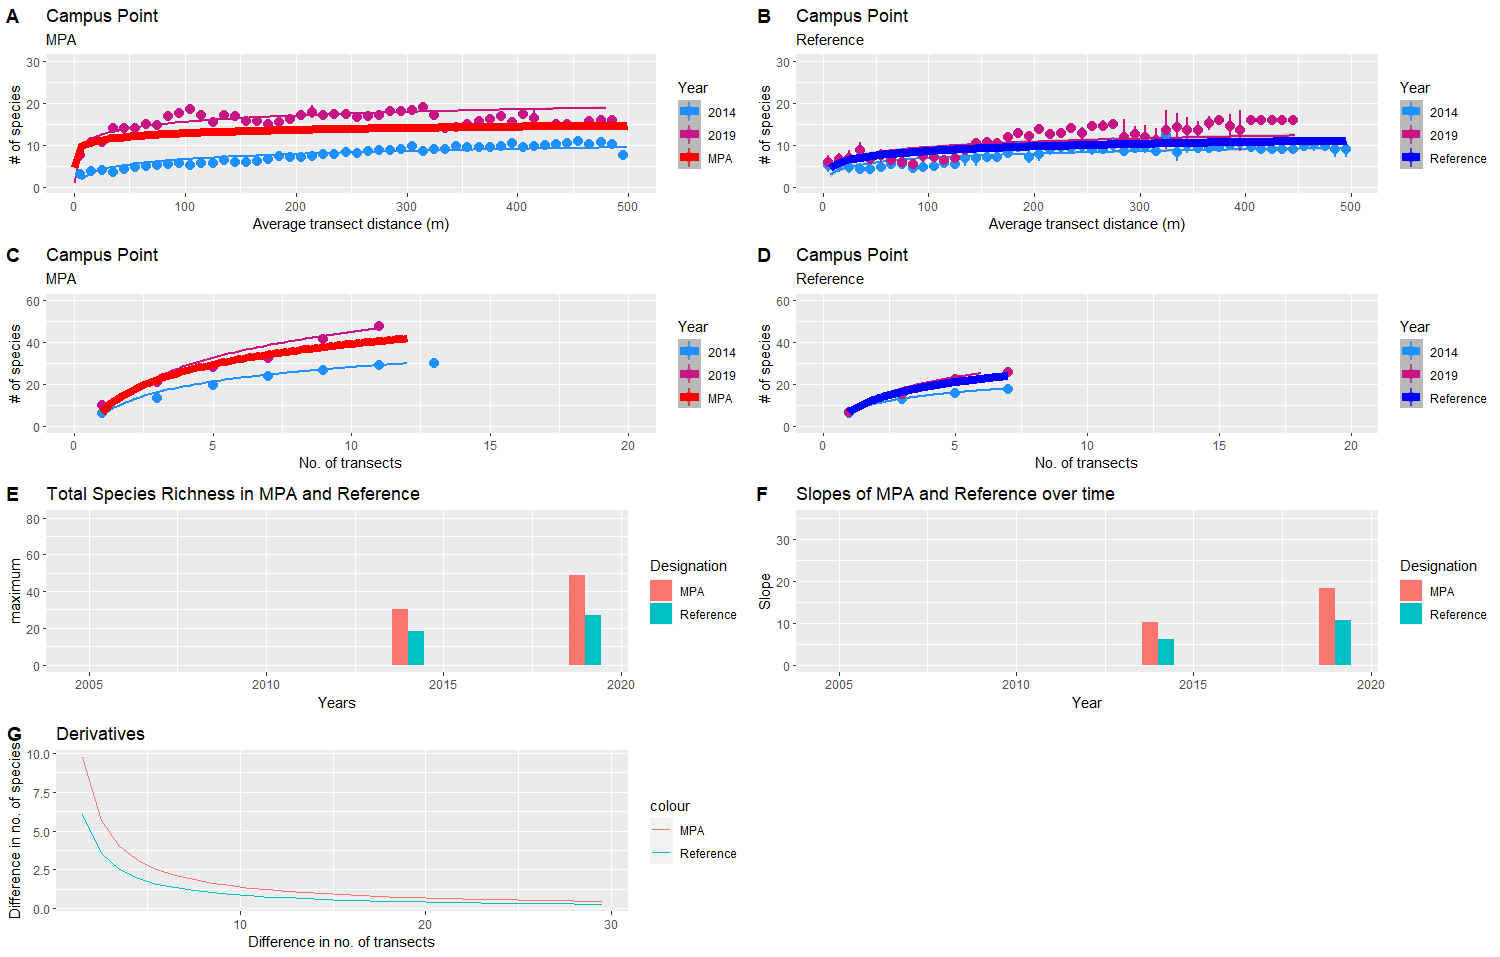 A Campus Point
MPA
# of species
30
20
10
0
0 100 200 300 400 500
Average transect distance (m)
Year
2014
2019
MPA
B Campus Point
Reference
# of species
30
20
10
0
0 100 200 300 400 500
Average transect distance (m)
Year
2014
2019
Reference
C Campus Point
MPA
# of species
60
40
20
0
0 5 10 15 20
No. of transects
Year
2014
2019
MPA
D Campus Point
Reference
# of species
60
40
20
0
0 5 10 15 20
No. of transects
Year
2014
2019
Reference
E Total Species Richness in MPA and Reference
maximum
80
60
40
20
0
2005 2010 2015 2020
Years
Designation
MPA
Reference
F Slopes of MPA and Reference over time
Slope
30
20
10
0
2005 2010 2015 2020
Year
Designation
MPA
Reference
G Derivatives
Difference in no. of species
10.0
7.5
5.0
2.5
0.0
10 20 30
Difference in no. of transects
colour
MPA
Reference